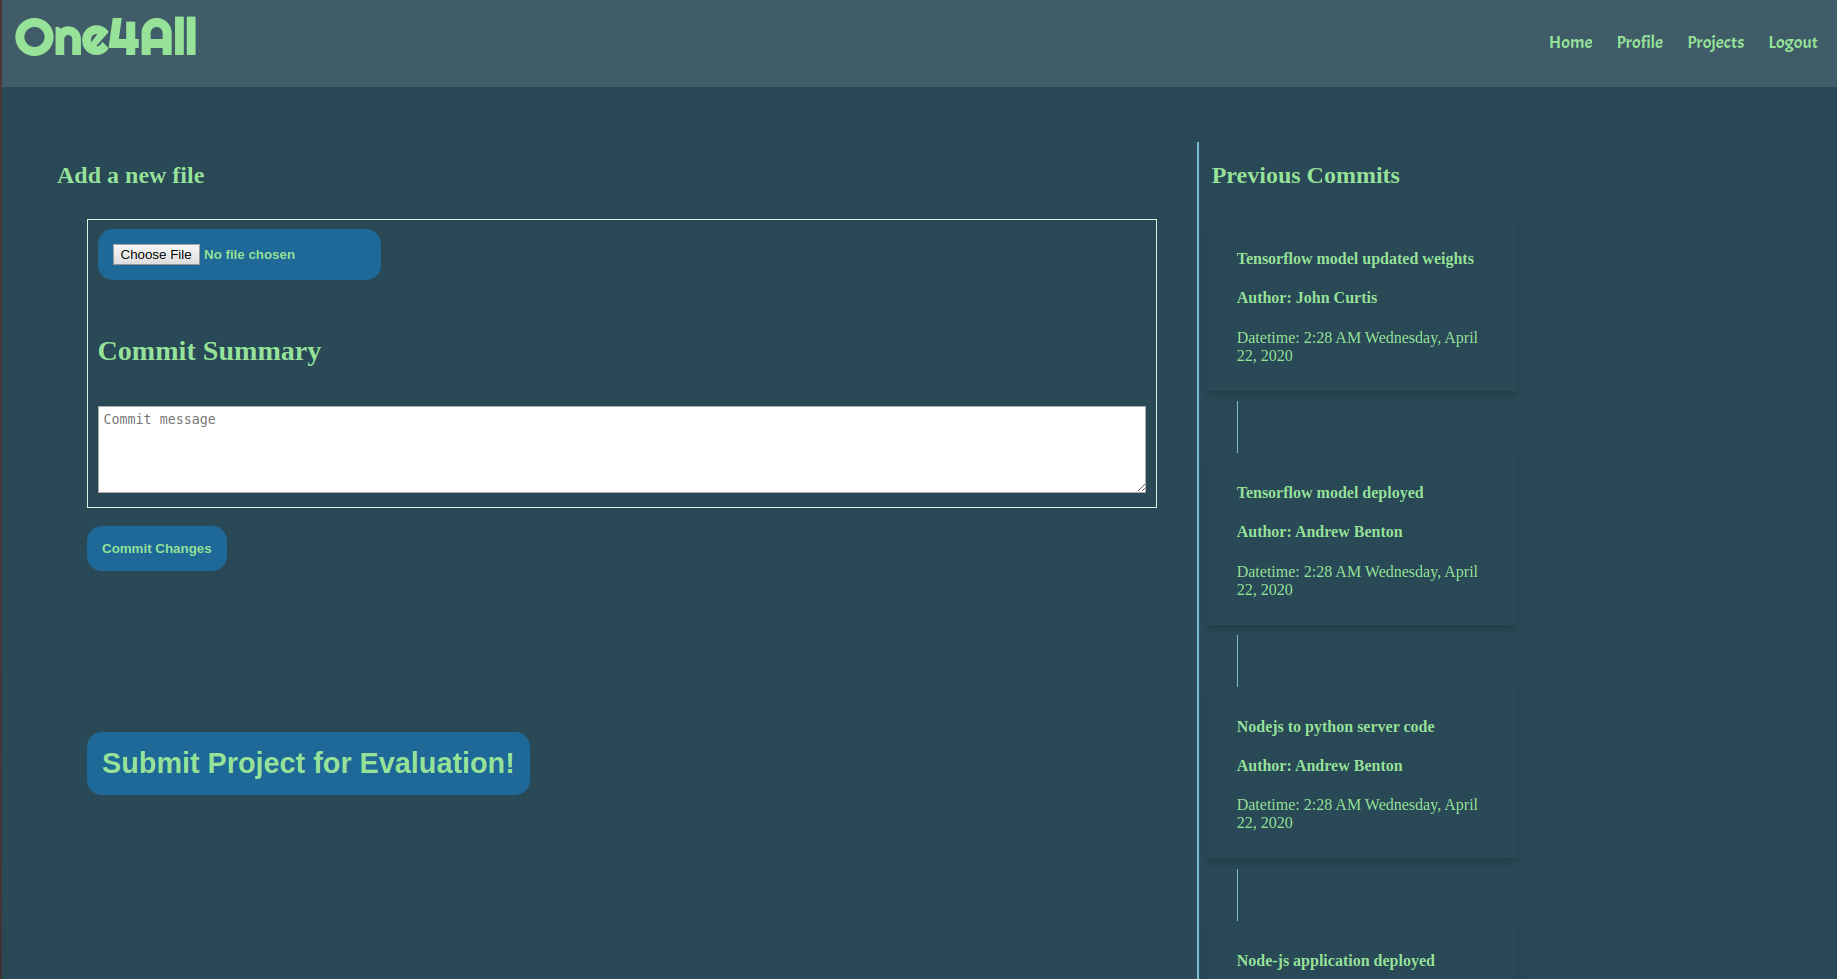 One4All
Home Profile Projects Logout
Add a new file
Choose File No file chosen
Commit Summary
Commit message
Commit Changes
Submit Project for Evaluation!
Previous Commits
Tensorflow model updated weights
Author: John Curtis
Datetime: 2:28 AM Wednesday, April
22, 2020
Tensorflow model deployed
Author: Andrew Benton
Datetime: 2:28 AM Wednesday, April
22, 2020
Nodejs to python server code
Author: Andrew Benton
Datetime: 2:28 AM Wednesday, April
22, 2020
Node-js application deployed